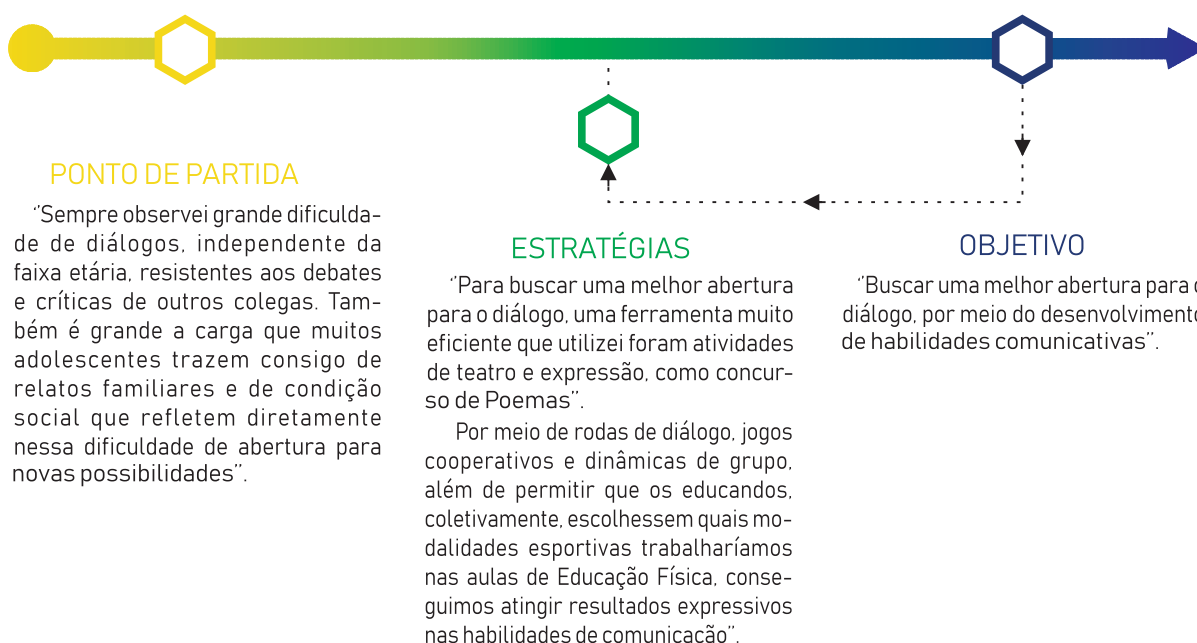 PONTO DE PARTIDA
“Sempre observei grande dificulda-
de de diálogos, independente da
faixa etária, resistentes aos debates
e críticas de outros colegas. Tam-
bém é grande a carga que muitos
adolescentes trazem consigo de
relatos familiares e de condição
social que refletem diretamente
nessa dificuldade de abertura para
novas possibilidades”.
ESTRATÉGIAS
“Para buscar uma melhor abertura
para o diálogo, uma ferramenta muito
eficiente que utilizei foram atividades
de teatro e expressão, como concur-
so de Poemas”.
Por meio de rodas de diálogo, jogos
cooperativos e dinâmicas de grupo,
além de permitir que os educandos,
coletivamente, escolhessem quais mo-
dalidades esportivas trabalharíamos
nas aulas de Educação Física, conse-
guimos atingir resultados expressivos
nas habilidades de comunicação”.
OBJETIVO
“Buscar uma melhor abertura para o
diálogo, por meio do desenvolvimento
de habilidades comunicativas”.